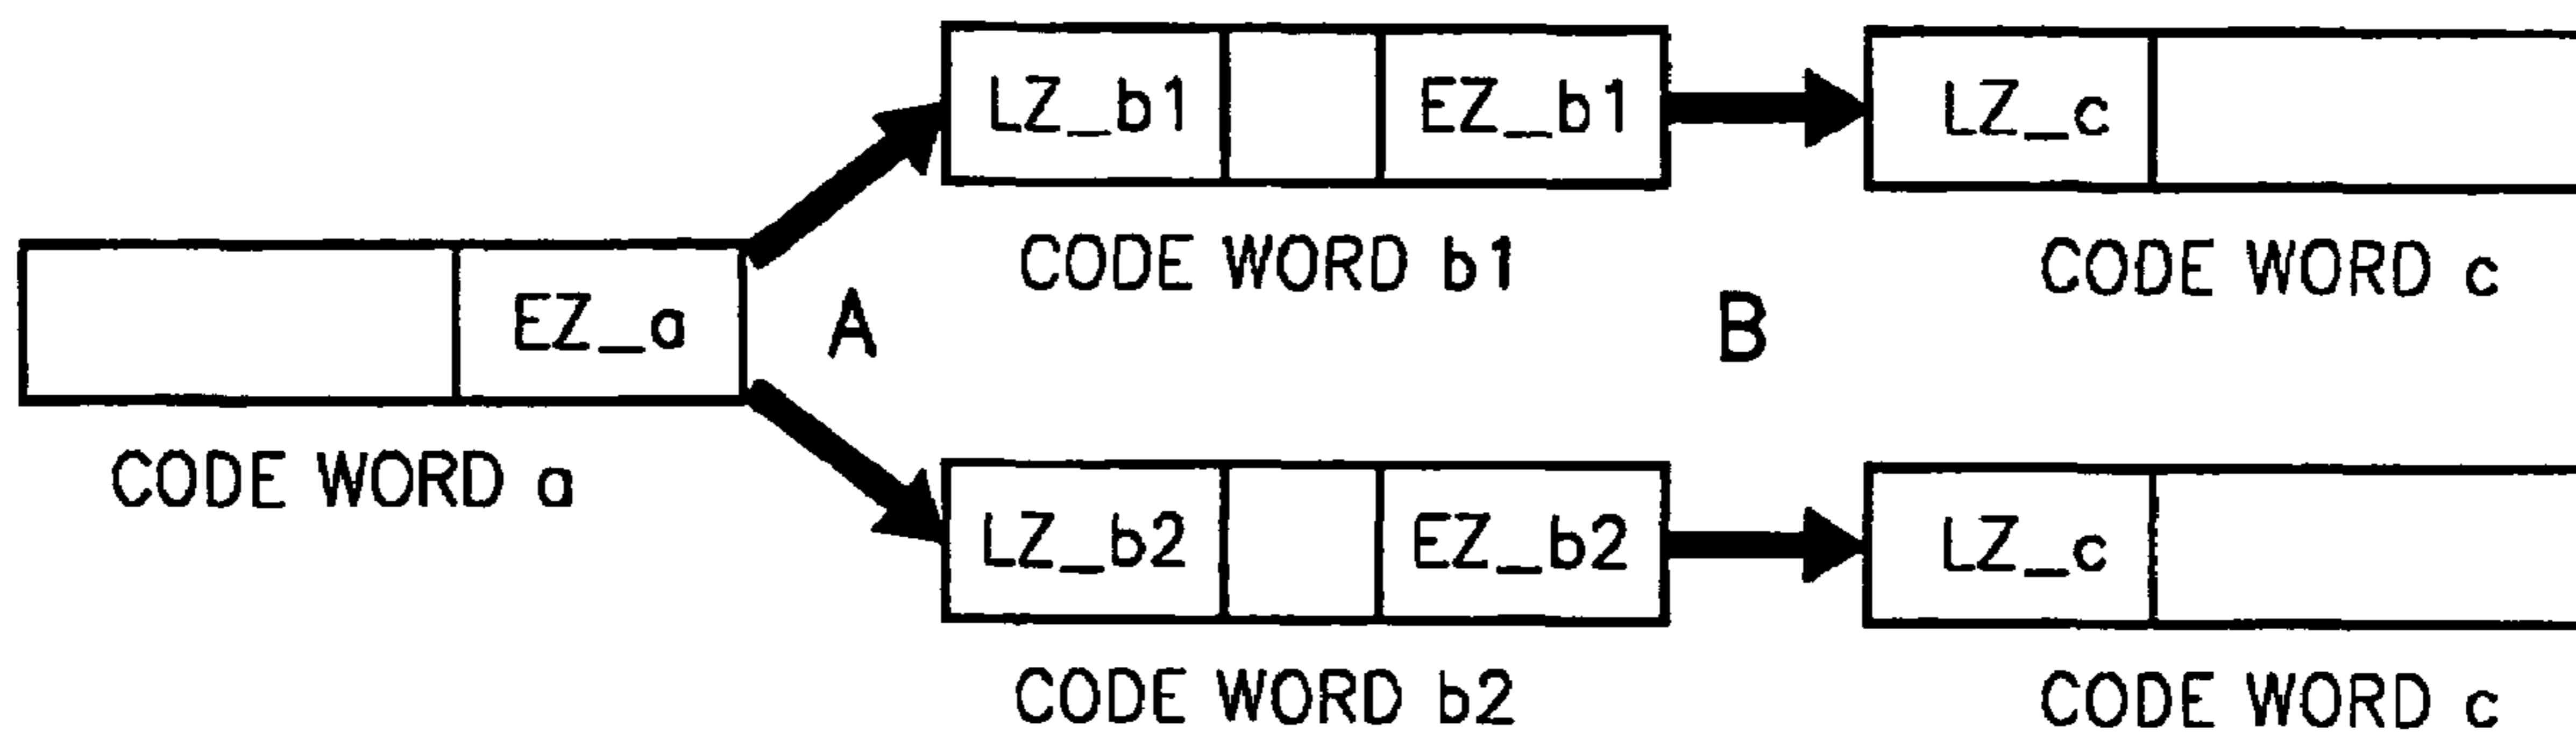 LZ_b1 EZ_b1 LZ_c
CODE WORD b1 CODE WORD c
EZ_a A B
CODE WORD a
LZ_b2 EZ_b2 LZ_c
CODE WORD b2 CODE WORD c